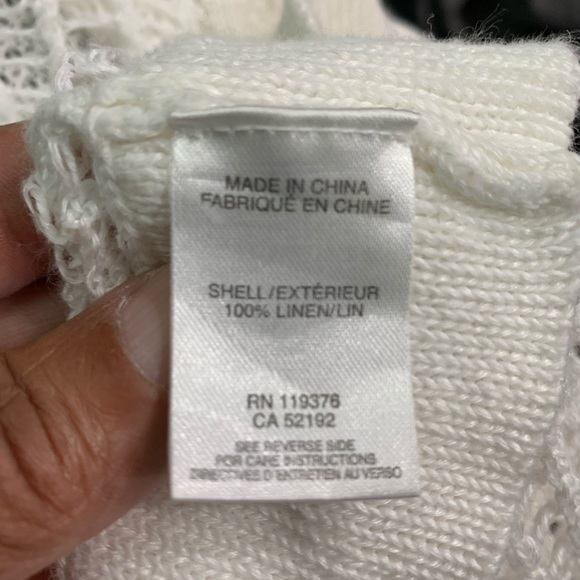 MADE IN CHINA
FABRIQUÉ EN CHINE
SHELL/EXTÉRIEUR
100% LINEN/LIN
RN 119376
CA 52192
SEE REVERSE SIDE
FOR CARE INSTRUCTIONS
DIRECTIVES D'ENTRETIEN AU VERSO